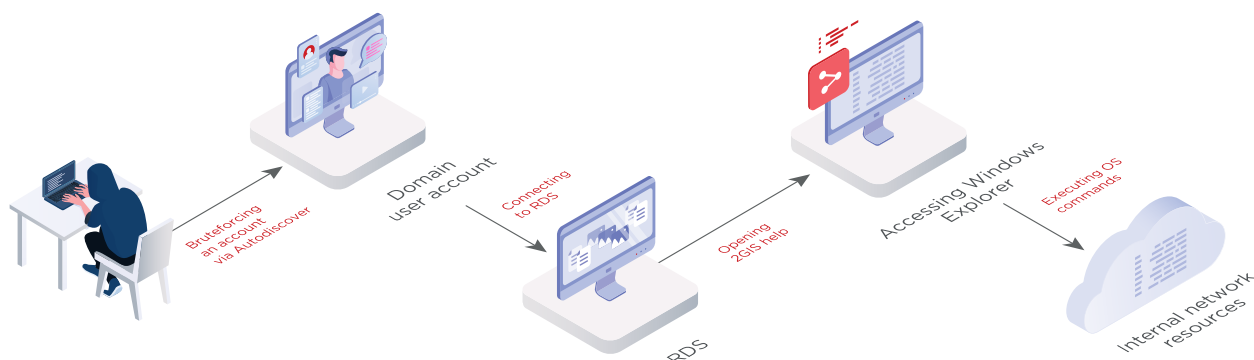 Bruteforcing
an account
via Autodiscover
Domain
user account
Connecting
to RDS
RDS
Opening
2GIS help
Accessing Windows
Explorer
Executing OS
commands
Internal network
resources